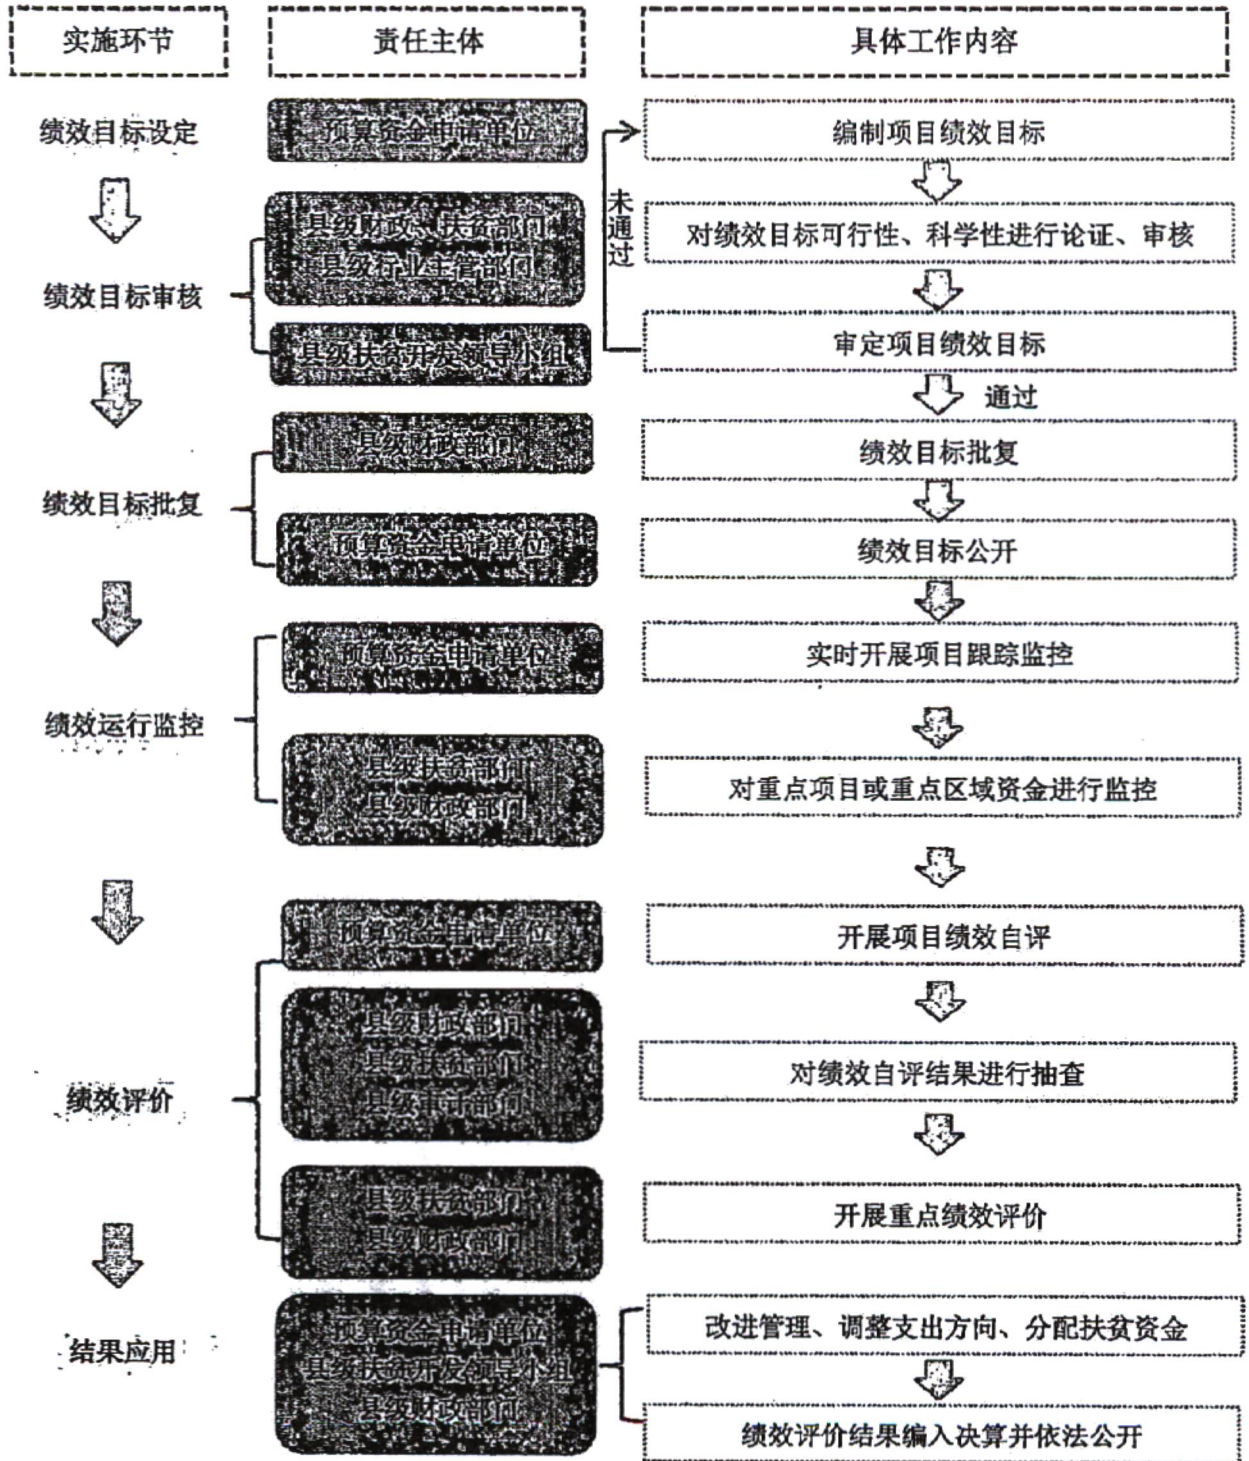 实施环节
责任主体
具体工作内容
绩效目标设定
预算资金申请单位
编制项目绩效目标
未通过
县级财政、扶贫部门
县级行业主管部门
对绩效目标可行性、科学性进行论证、审核
绩效目标审核
县级扶贫开发领导小组
审定项目绩效目标
通过
县级财政部门
绩效目标批复
绩效目标批复
预算资金申请单位
绩效目标公开
预算资金申请单位
实时开展项目跟踪监控
绩效运行监控
县级扶贫部门
县级财政部门
对重点项目或重点区域资金进行监控
预算资金申请单位
开展项目绩效自评
县级财政部门
县级扶贫部门
县级审计部门
对绩效自评结果进行抽查
绩效评价
县级扶贫部门
县级财政部门
开展重点绩效评价
结果应用
预算资金申请单位
县级扶贫开发领导小组
县级财政部门
改进管理、调整支出方向、分配扶贫资金
绩效评价结果编入决算并依法公开